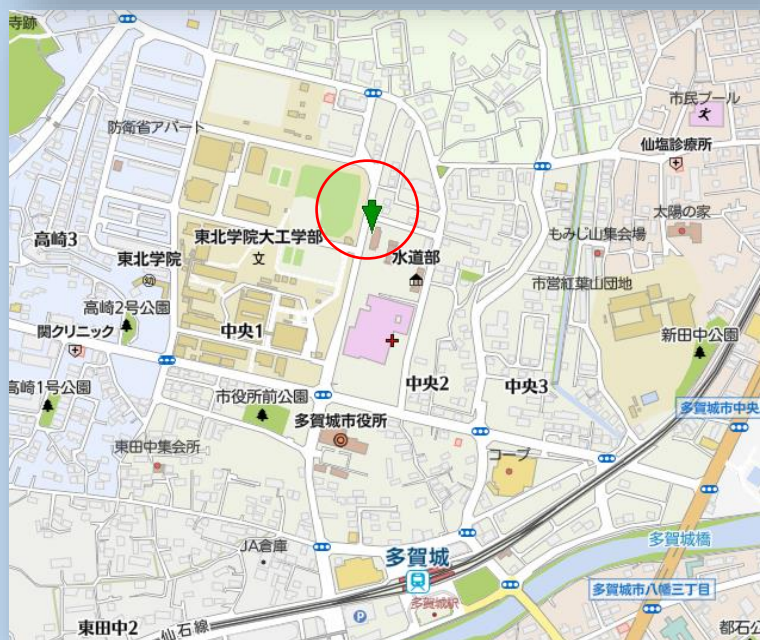 寺跡
市民プール
防衛省アパート
仙塩診療所
太陽の家
高崎3
東北学院大工学部
文
もみじ山集会場
東北学院
水道部
市営紅葉山団地
高崎2号公園
関クリニック
中央1
新田中公園
高崎1号公園
中央2
中央3
市役所前公園
多賀城市中央
多賀城市役所
東田中集会所
コープ
JA倉庫
多賀城橋
多賀城
多賀城市八幡三丁目
多賀城駅
P
東田中2
仙石線
都石公